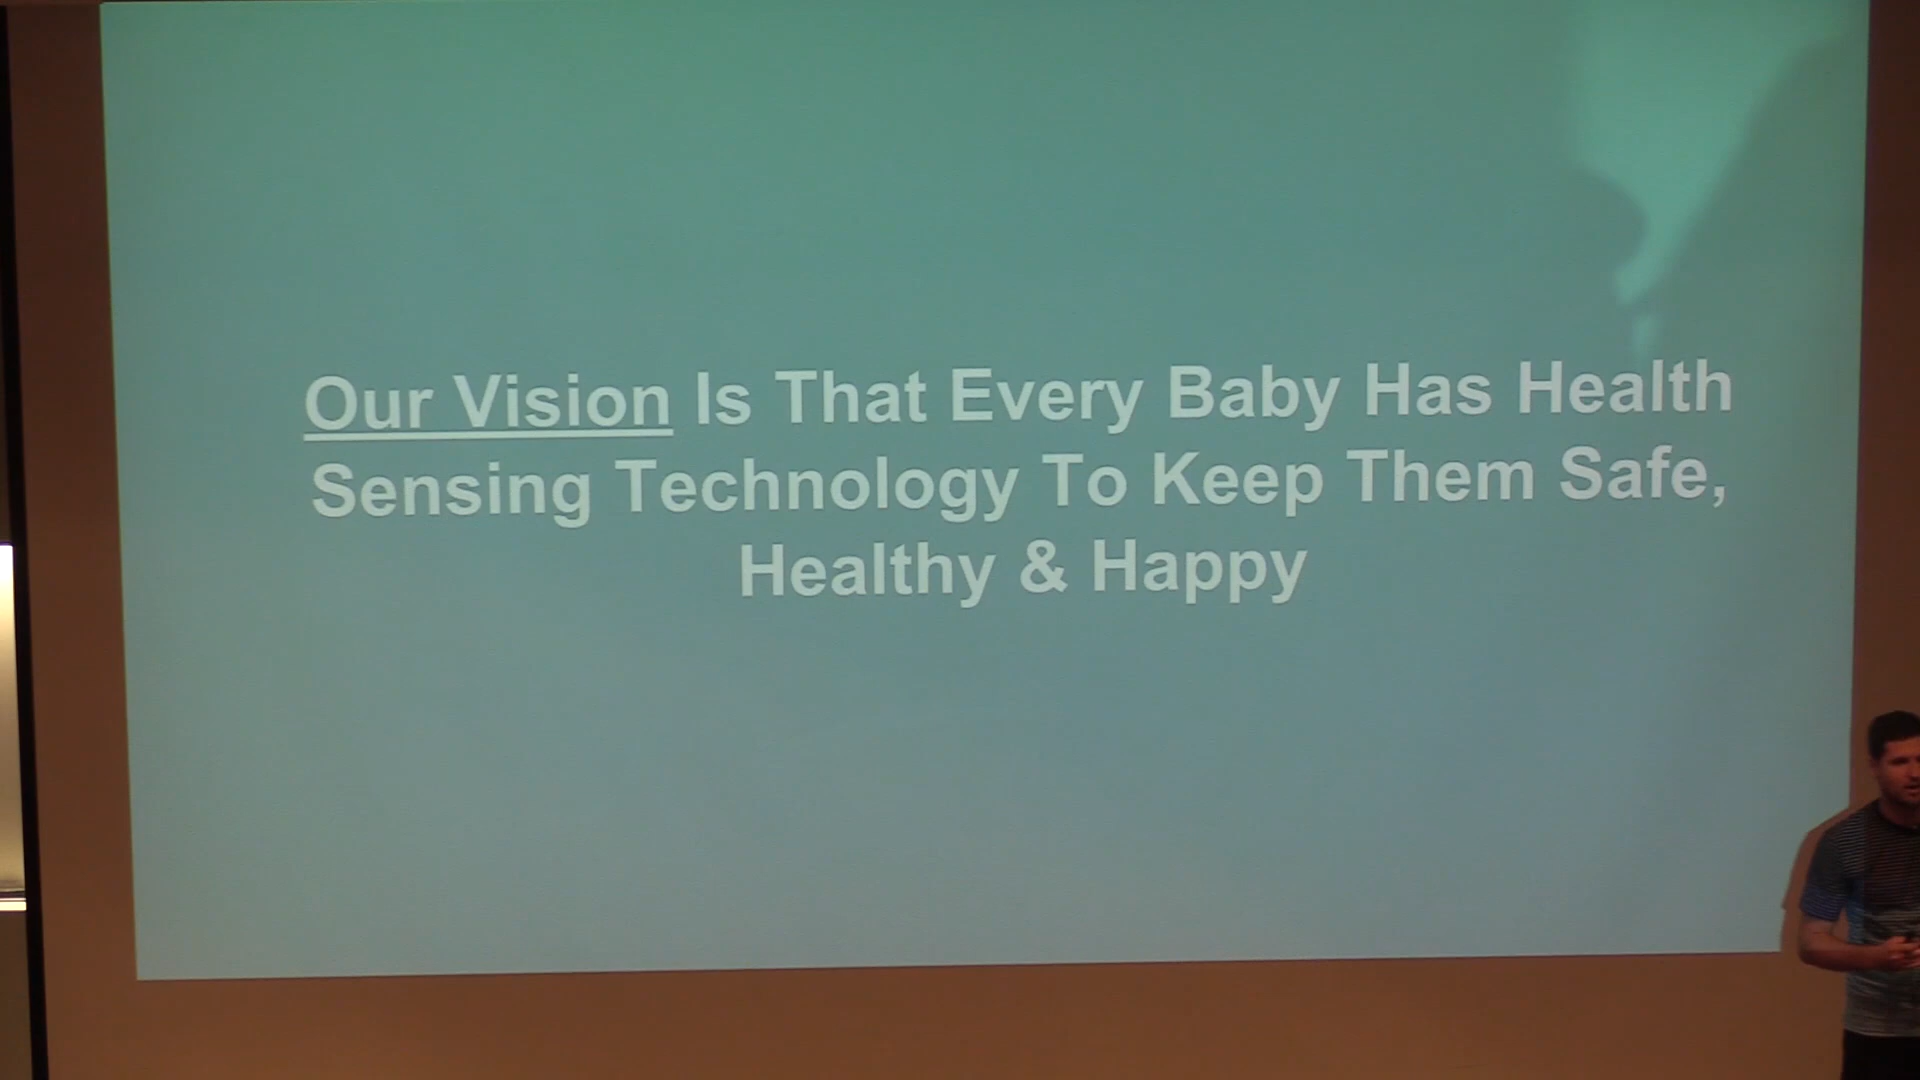 Our Vision Is That Every Baby Has Health
Sensing Technology To Keep Them Safe,
Healthy & Happy